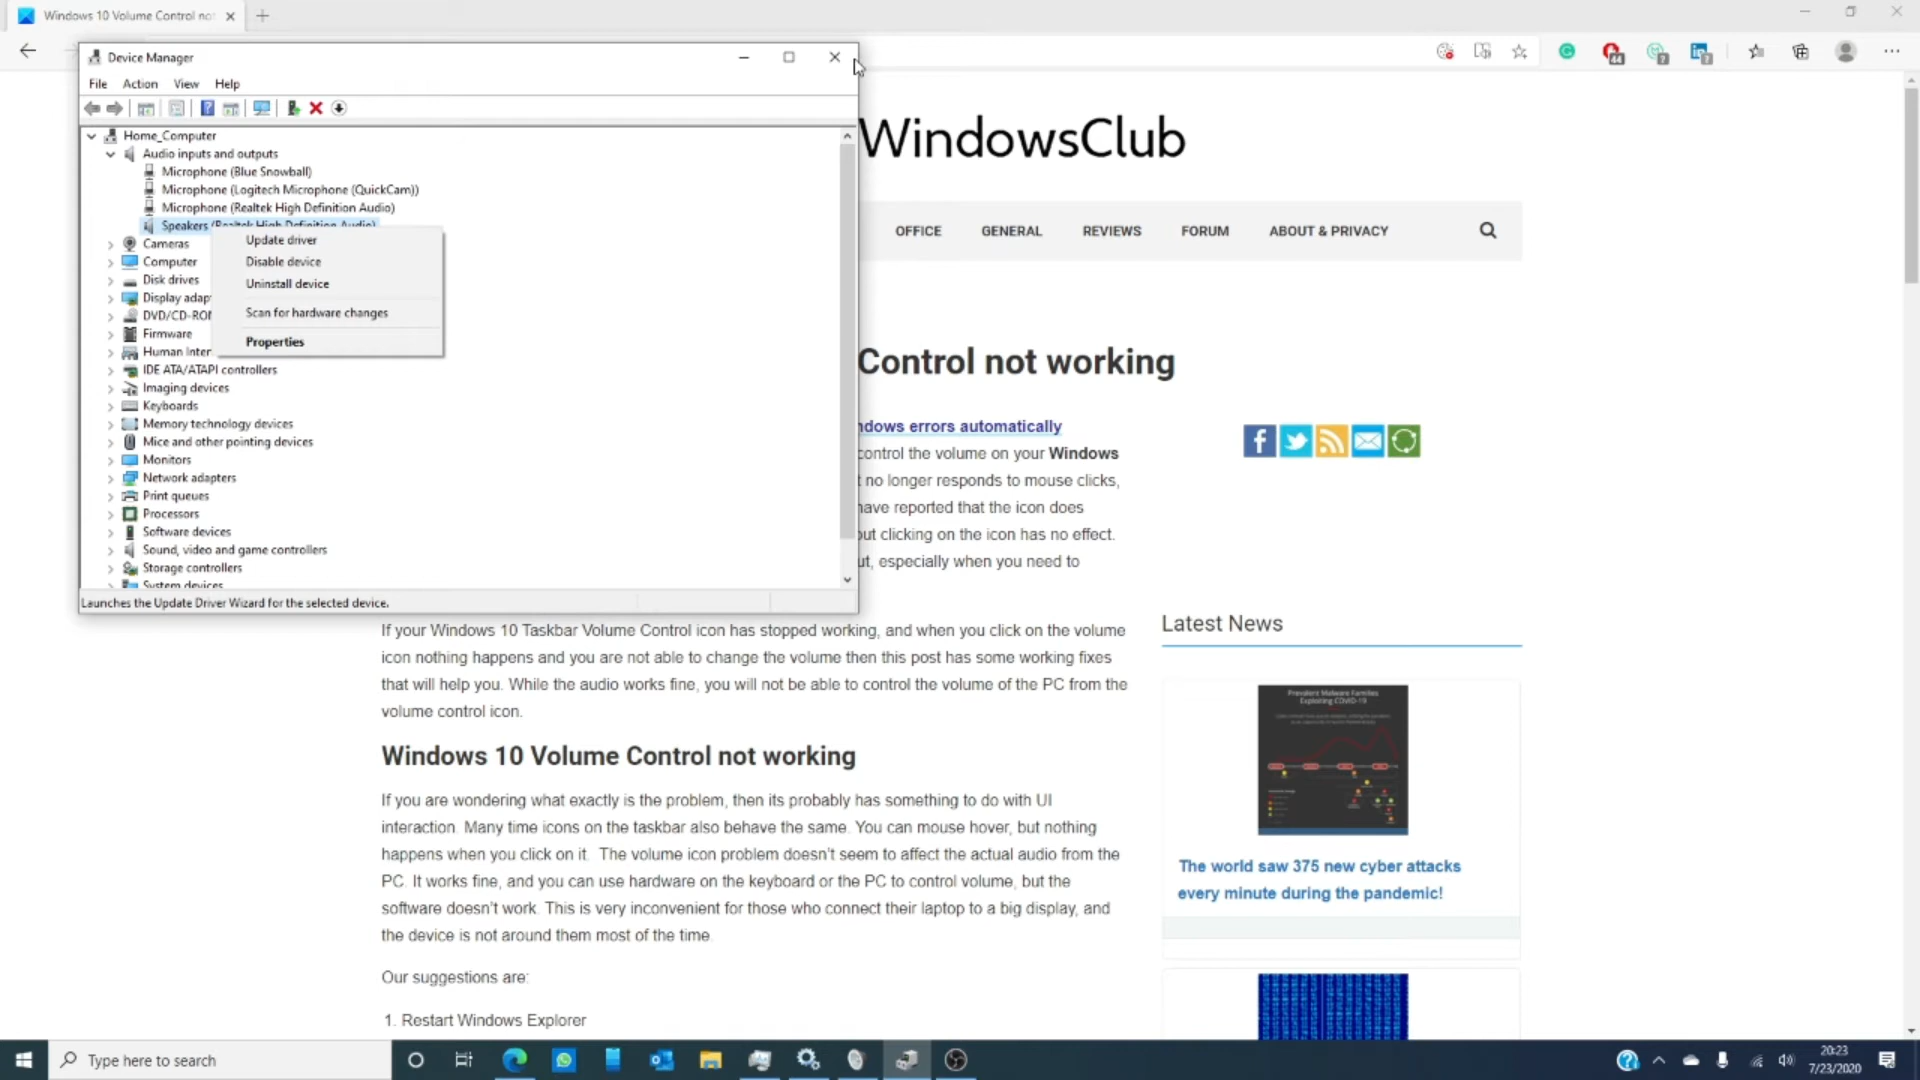 Windows 10 Volume Control no
Device Manager
File Action View Help
Home_Computer
Audio inputs and outputs
Microphone (Blue Snowball)
Microphone (Logitech Microphone (QuickCam))
Microphone (Realtek High Definition Audio)
Speakers (Realtek High Definition Audio)
Cameras
Computer
Disk drives
Display adap
DVD/CD-RO
Firmware
Human Inter
IDE ATA/ATAPI controllers
Imaging devices
Keyboards
Memory technology devices
Mice and other pointing devices
Monitors
Network adapters
Print queues
Processors
Software devices
Sound, video and game controllers
Storage controllers
System devices
Launches the Update Driver Wizard for the selected device.
Update driver
Disable device
Uninstall device
Scan for hardware changes
Properties
44
?
?
WindowsClub
OFFICE GENERAL REVIEWS FORUM ABOUT & PRIVACY
Control not working
ndows errors automatically
control the volume on your Windows
t no longer responds to mouse clicks,
have reported that the icon does
out clicking on the icon has no effect.
ut, especially when you need to
If your Windows 10 Taskbar Volume Control icon has stopped working, and when you click on the volume
icon nothing happens and you are not able to change the volume then this post has some working fixes
that will help you. While the audio works fine, you will not be able to control the volume of the PC from the
volume control icon.
Windows 10 Volume Control not working
If you are wondering what exactly is the problem, then its probably has something to do with UI
interaction. Many time icons on the taskbar also behave the same. You can mouse hover, but nothing
happens when you click on it. The volume icon problem doesn't seem to affect the actual audio from the
PC. It works fine, and you can use hardware on the keyboard or the PC to control volume, but the
software doesn't work. This is very inconvenient for those who connect their laptop to a big display, and
the device is not around them most of the time.
Our suggestions are:
1. Restart Windows Explorer
Latest News
Prevalent Malware Families
Exploiting COVID-19
The world saw 375 new cyber attacks
every minute during the pandemic!
Type here to search
20:23
7/23/2020